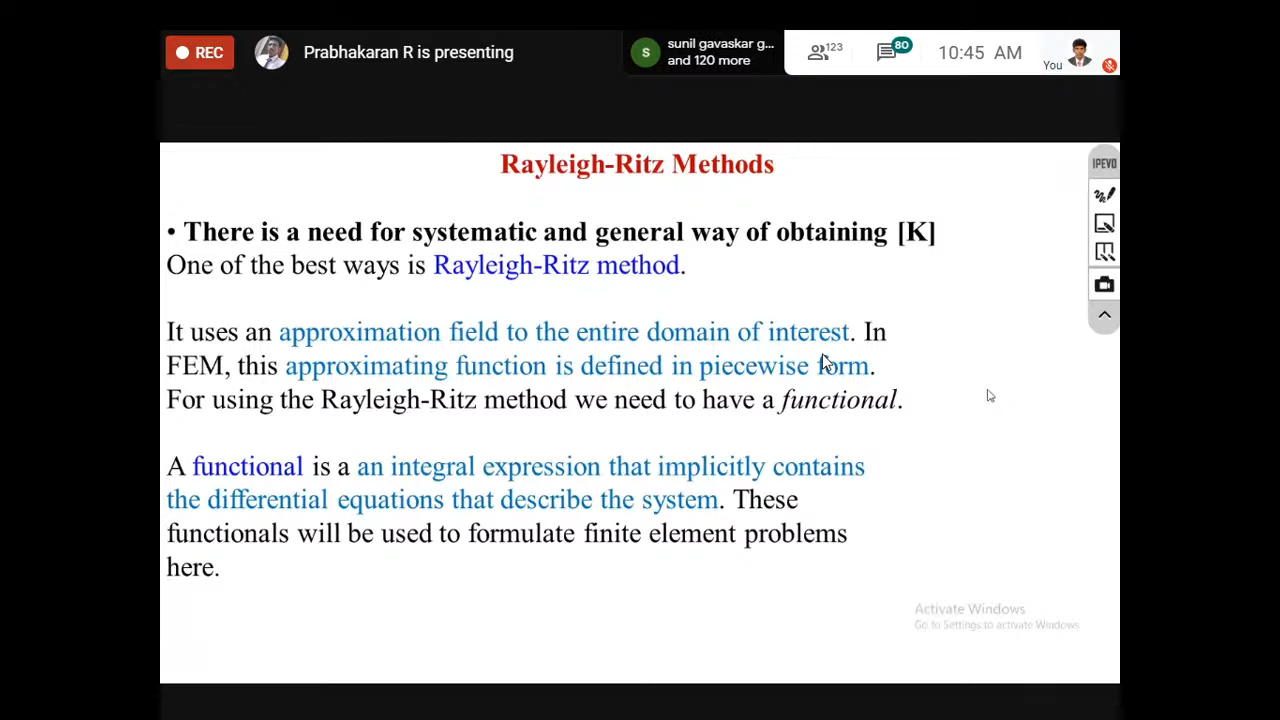 REC
Prabhakaran R is presenting
S
sunil gavaskar g...
and 120 more
123
80
10:45 AM
You
Rayleigh-Ritz Methods
IPEVO
• There is a need for systematic and general way of obtaining [K]
One of the best ways is Rayleigh-Ritz method.
It uses an approximation field to the entire domain of interest. In
FEM, this approximating function is defined in piecewise form.
For using the Rayleigh-Ritz method we need to have a functional.
A functional is a an integral expression that implicitly contains
the differential equations that describe the system. These
functionals will be used to formulate finite element problems
here.
Activate Windows
Go to Settings to activate Windows.